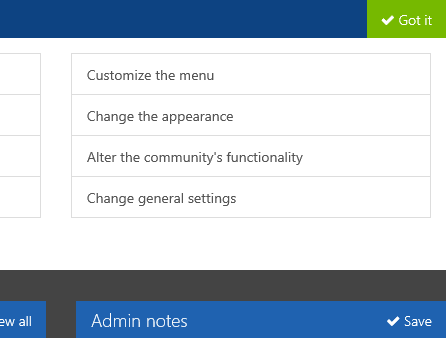 Got it
Customize the menu
Change the appearance
Alter the community's functionality
Change general settings
all
Admin notes
Save